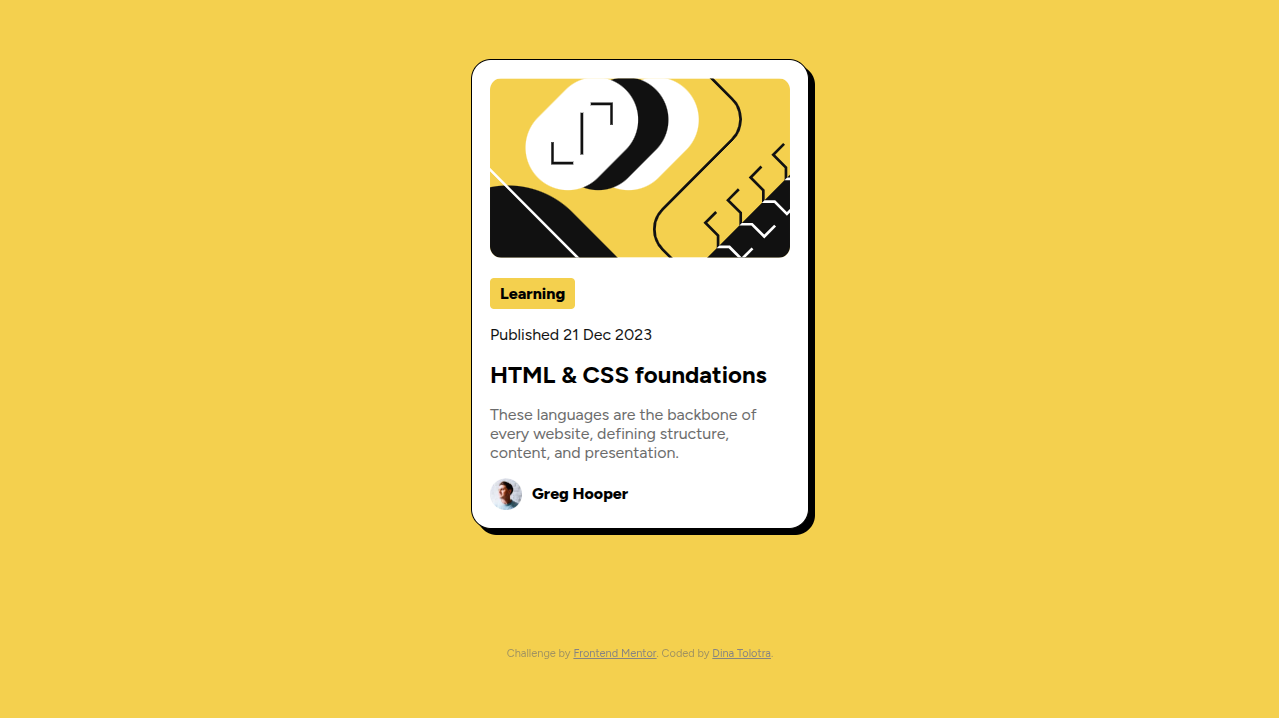 Learning
Published 21 Dec 2023
HTML & CSS foundations
These languages are the backbone of
every website, defining structure,
content, and presentation.
Greg Hooper
Challenge by Frontend Mentor. Coded by Dina Tolotra.